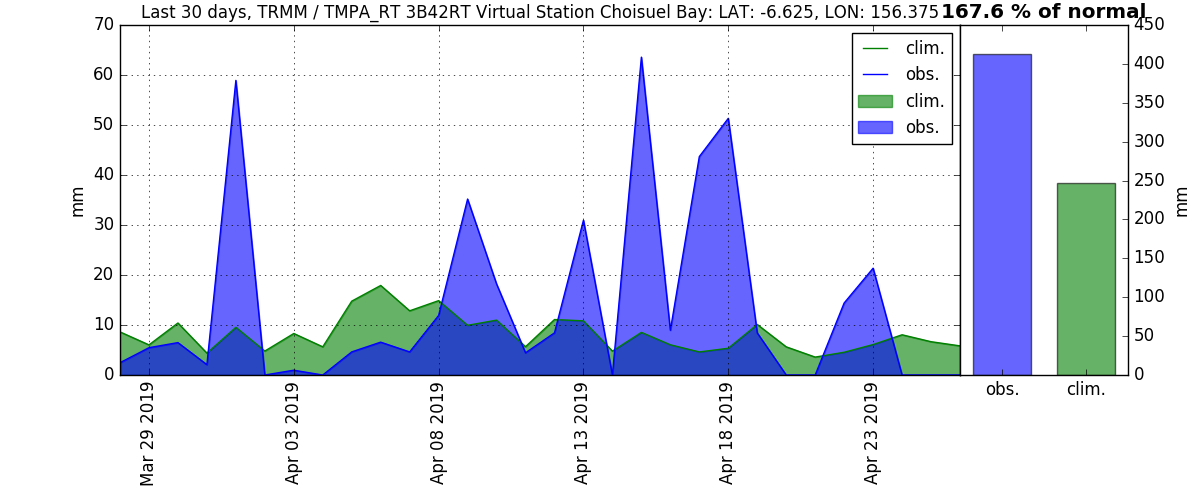 Last 30 days, TRMM / TMPA_RT 3B42RT Virtual Station Choisuel Bay: LAT: -6.625, LON: 156.375
167.6 % of normal
70
60
50
40
30
20
10
0
mm
clim.
obs.
clim.
obs.
Mar 29 2019
Apr 03 2019
Apr 08 2019
Apr 13 2019
Apr 18 2019
Apr 23 2019
450
400
350
300
250
200
150
100
50
0
mm
obs.
clim.